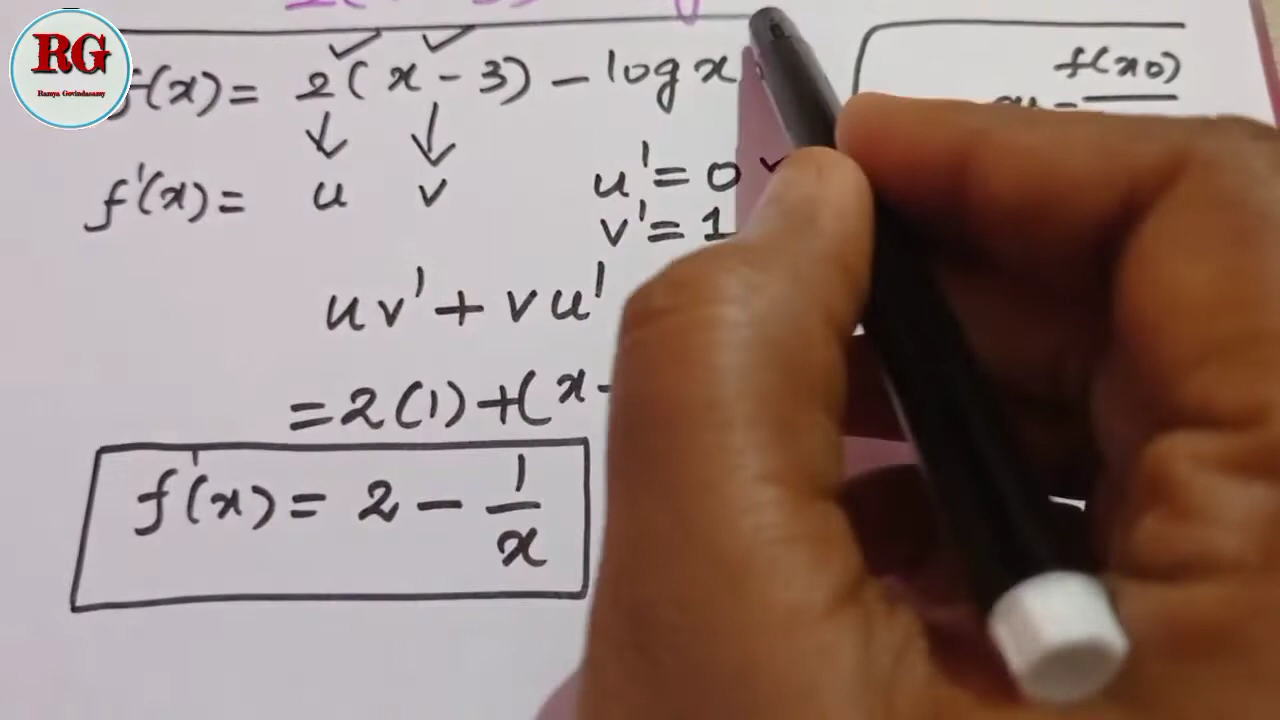 RG
Ramya Govindasamy
f(x) = 2(x - 3) - log x
f(x0)
f'(x) = u v
u' = 0
v' = 1
uv' + vu'
= 2(1) + (x -
f'(x) = 2 - 1/x